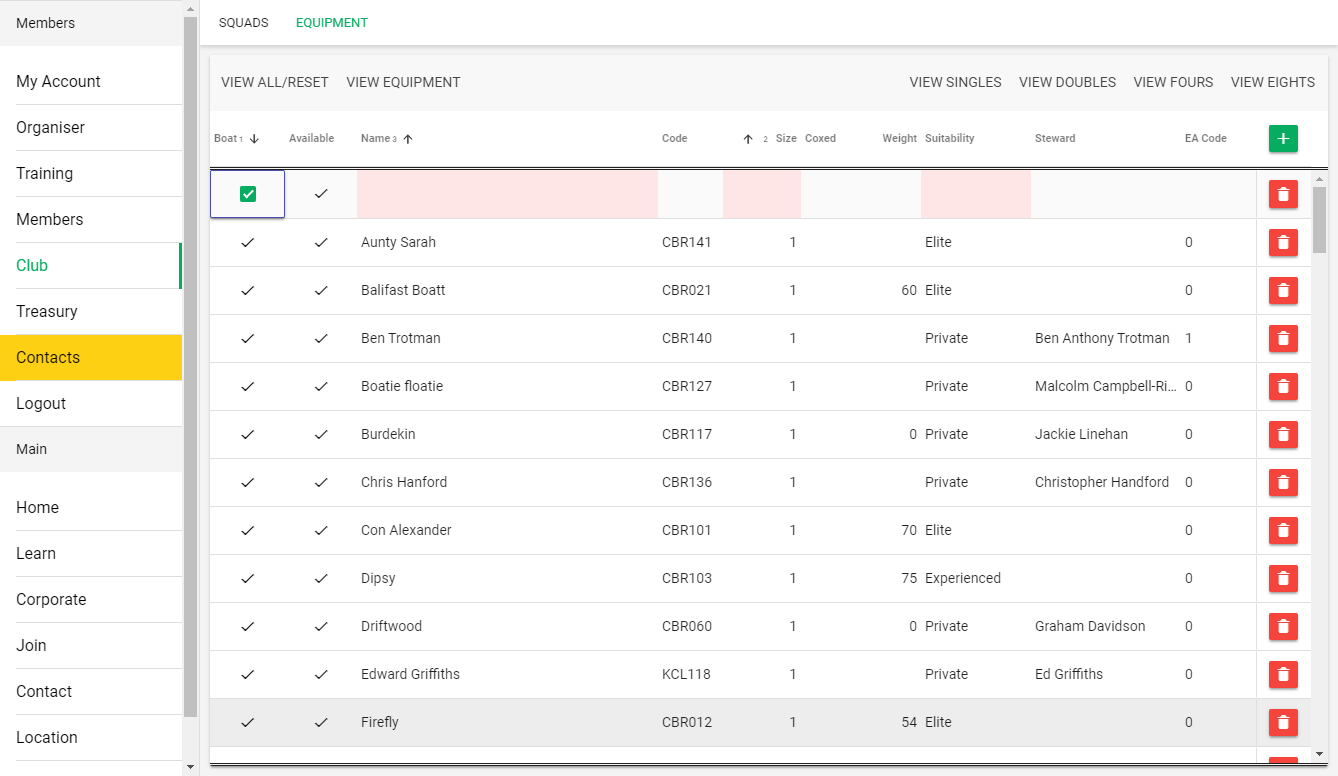 Members
My Account
Organiser
Training
Members
Club
Treasury
Contacts
Logout
Main
Home
Learn
Corporate
Join
Contact
Location
SQUADS EQUIPMENT
VIEW ALL/RESET VIEW EQUIPMENT VIEW SINGLES VIEW DOUBLES VIEW FOURS VIEW EIGHTS
Boat 1 Available Name 3 Code 2 Size Coxed Weight Suitability Steward EA Code
Aunty Sarah CBR141 1 Elite 0
Balifast Boatt CBR021 1 60 Elite 0
Ben Trotman CBR140 1 Private Ben Anthony Trotman 1
Boatie floatie CBR127 1 Private Malcolm Campbell-Ri... 0
Burdekin CBR117 1 0 Private Jackie Linehan 0
Chris Hanford CBR136 1 Private Christopher Handford 0
Con Alexander CBR101 1 70 Elite 0
Dipsy CBR103 1 75 Experienced 0
Driftwood CBR060 1 0 Private Graham Davidson 0
Edward Griffiths KCL118 1 Private Ed Griffiths 0
Firefly CBR012 1 54 Elite 0